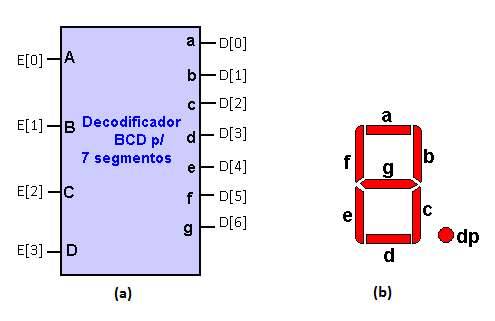 E[0] A a D[0]
E[1] B b D[1]
c D[2]
Decodificador
BCD p/
7 segmentos
d D[3]
E[2] C e D[4]
f D[5]
E[3] D g D[6]
(a)
a
f g b
e c
d dp
(b)